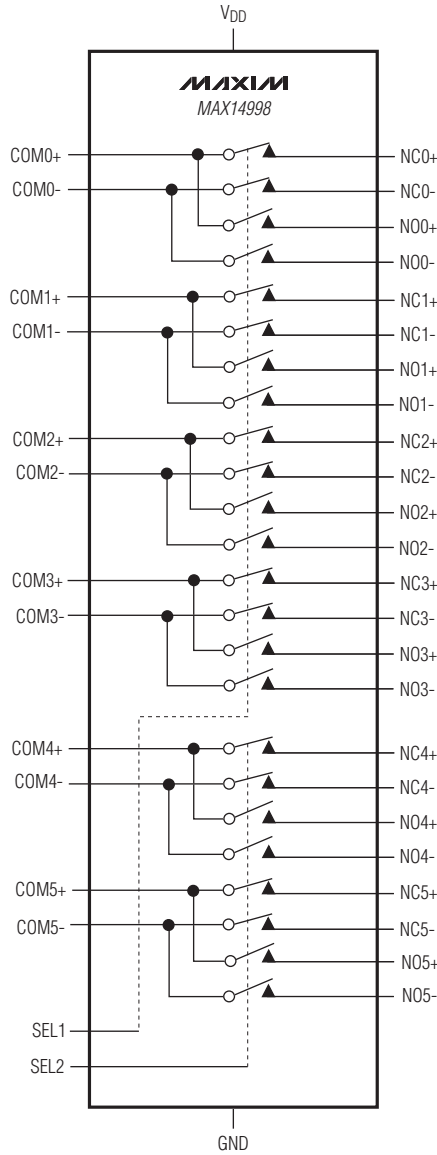 VDD
MAXIM
MAX14998
COM0+ NC0+
COM0- NC0-
NO0+
NO0-
COM1+ NC1+
COM1- NC1-
NO1+
NO1-
COM2+ NC2+
COM2- NC2-
NO2+
NO2-
COM3+ NC3+
COM3- NC3-
NO3+
NO3-
COM4+ NC4+
COM4- NC4-
NO4+
NO4-
COM5+ NC5+
COM5- NC5-
NO5+
NO5-
SEL1
SEL2
GND